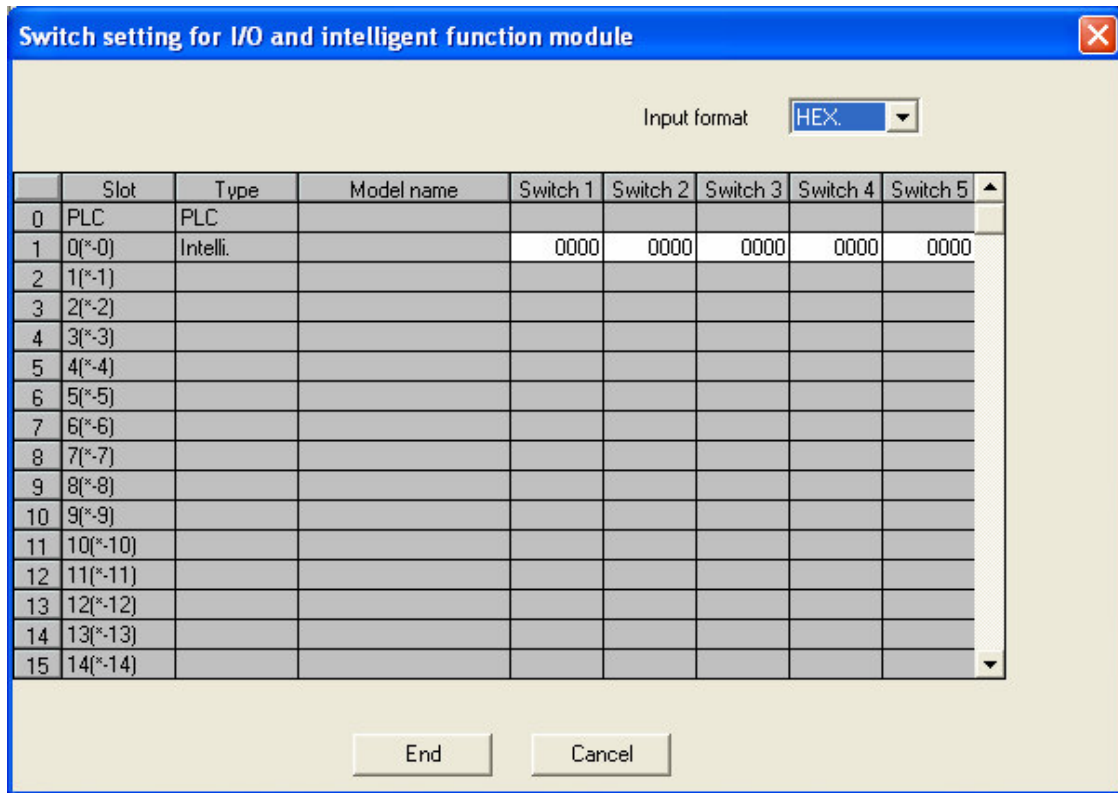 Switch setting for I/O and intelligent function module
Input format HEX.
Slot Type Model name Switch 1 Switch 2 Switch 3 Switch 4 Switch 5
0 PLC PLC
1 0(*-0) Intelli. 0000 0000 0000 0000 0000
2 1(*-1)
3 2(*-2)
4 3(*-3)
5 4(*-4)
6 5(*-5)
7 6(*-6)
8 7(*-7)
9 8(*-8)
10 9(*-9)
11 10(*-10)
12 11(*-11)
13 12(*-12)
14 13(*-13)
15 14(*-14)
End Cancel